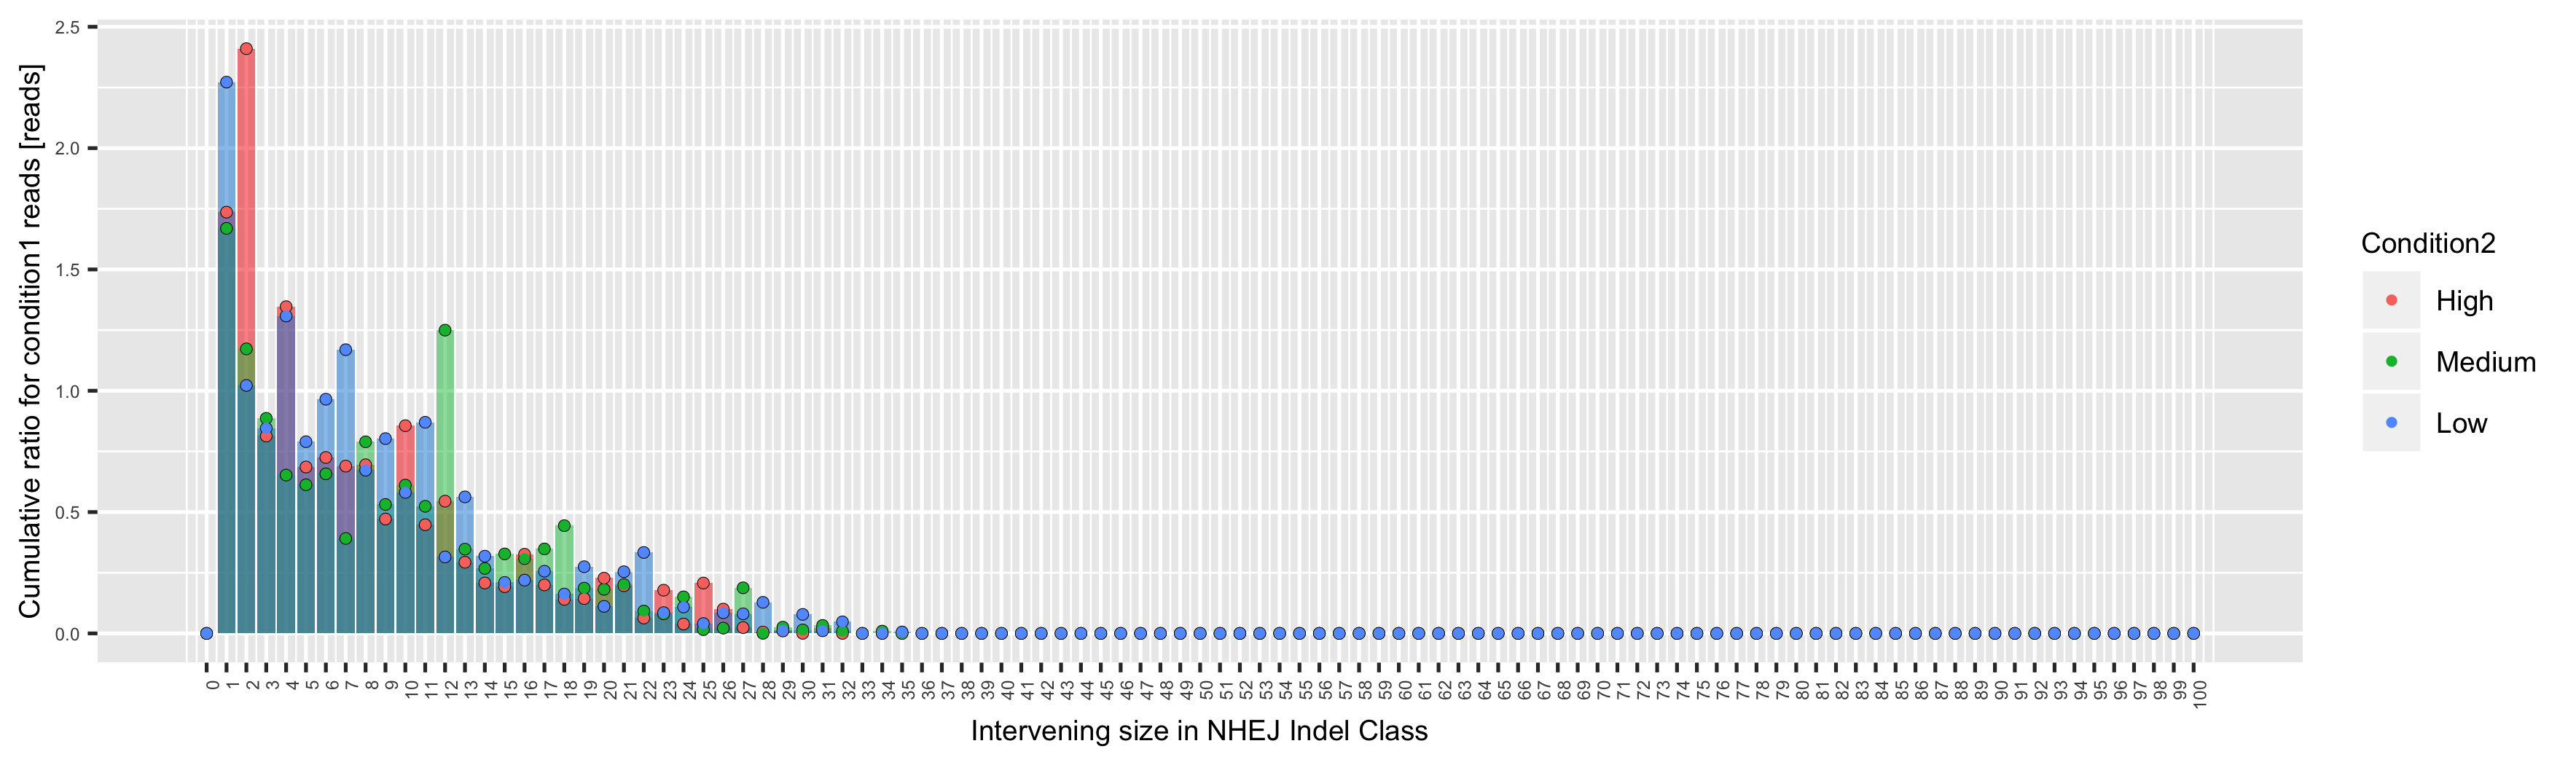 Cumulative ratio for condition1 reads [reads]
2.5
2.0
1.5
1.0
0.5
0.0
0 1 2 3 4 5 6 7 8 9 10 11 12 13 14 15 16 17 18 19 20 21 22 23 24 25 26 27 28 29 30 31 32 33 34 35 36 37 38 39 40 41 42 43 44 45 46 47 48 49 50 51 52 53 54 55 56 57 58 59 60 61 62 63 64 65 66 67 68 69 70 71 72 73 74 75 76 77 78 79 80 81 82 83 84 85 86 87 88 89 90 91 92 93 94 95 96 97 98 99 100
Intervening size in NHEJ Indel Class
Condition2
High
Medium
Low